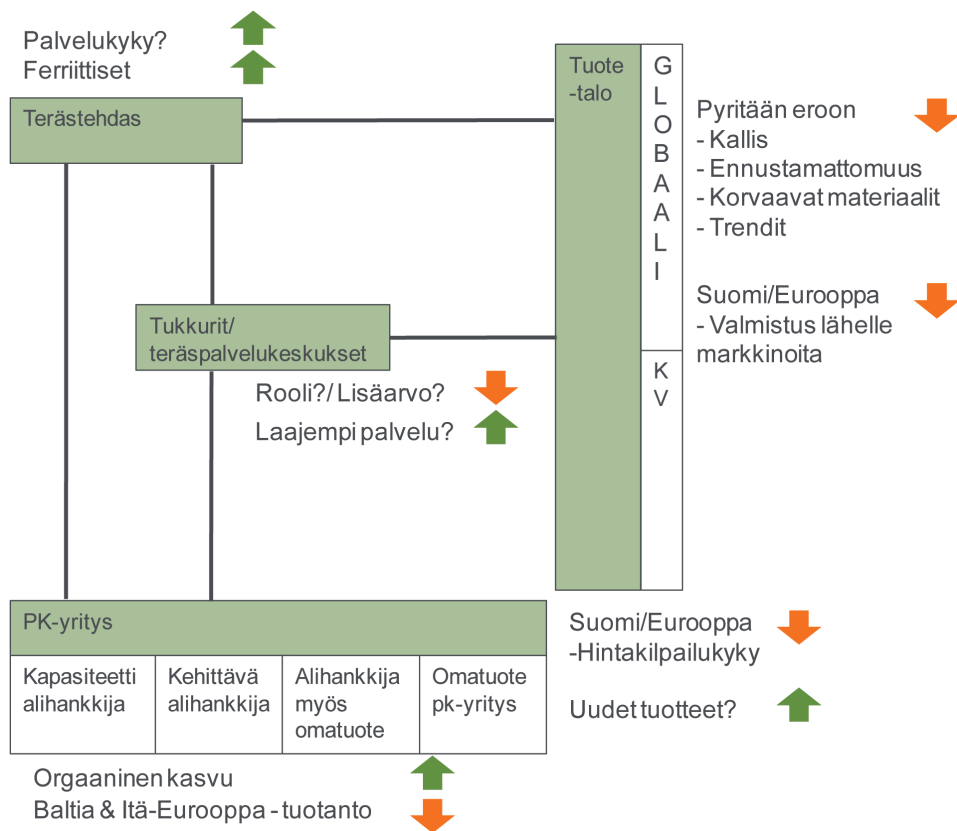 Palvelukyky?
Ferriittiset
Terästehdas
Tuote
-talo
G
L
O
B
A
A
L
I
K
V
Pyritään eroon
- Kallis
- Ennustamattomuus
- Korvaavat materiaalit
- Trendit
Suomi/Eurooppa
- Valmistus lähelle
markkinoita
Tukkurit/
teräspalvelukeskukset
Rooli?/ Lisäarvo?
Laajempi palvelu?
PK-yritys
Kapasiteetti
alihankkija
Kehittävä
alihankkija
Alihankkija
myös
omatuote
Omatuote
pk-yritys
Suomi/Eurooppa
-Hintakilpailukyky
Uudet tuotteet?
Orgaaninen kasvu
Baltia & Itä-Eurooppa - tuotanto